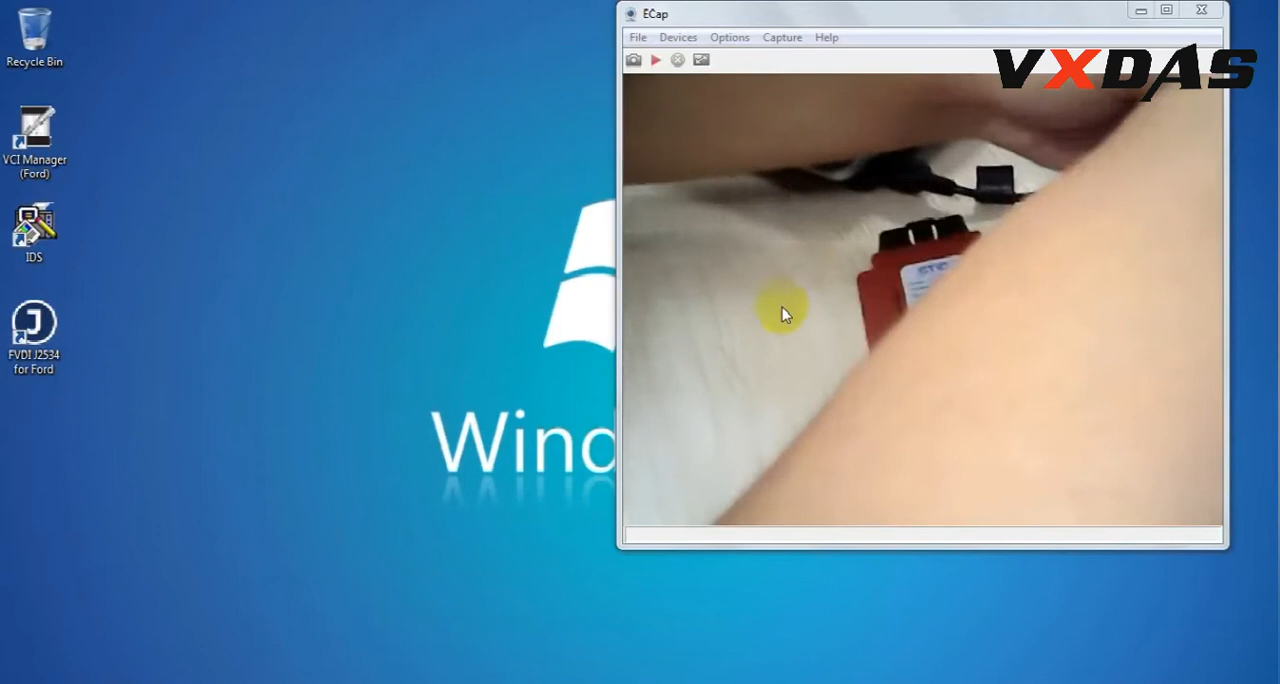 Recycle Bin
VCI Manager
(Ford)
IDS
FVDI J2534
for Ford
Wind
ECap
File Devices Options Capture Help
VXDAS